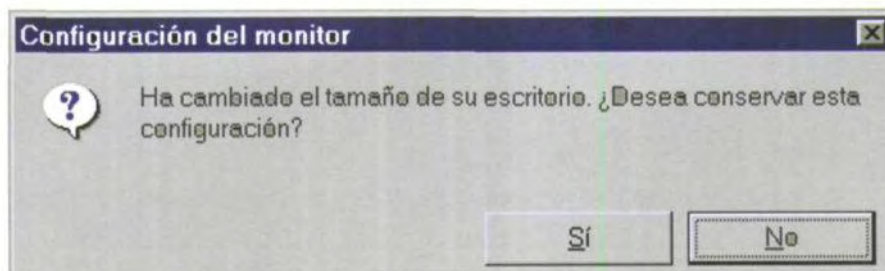 Configuración del monitor
Ha cambiado el tamaño de su escritorio. ¿Desea conservar esta
configuración?
Sí
No